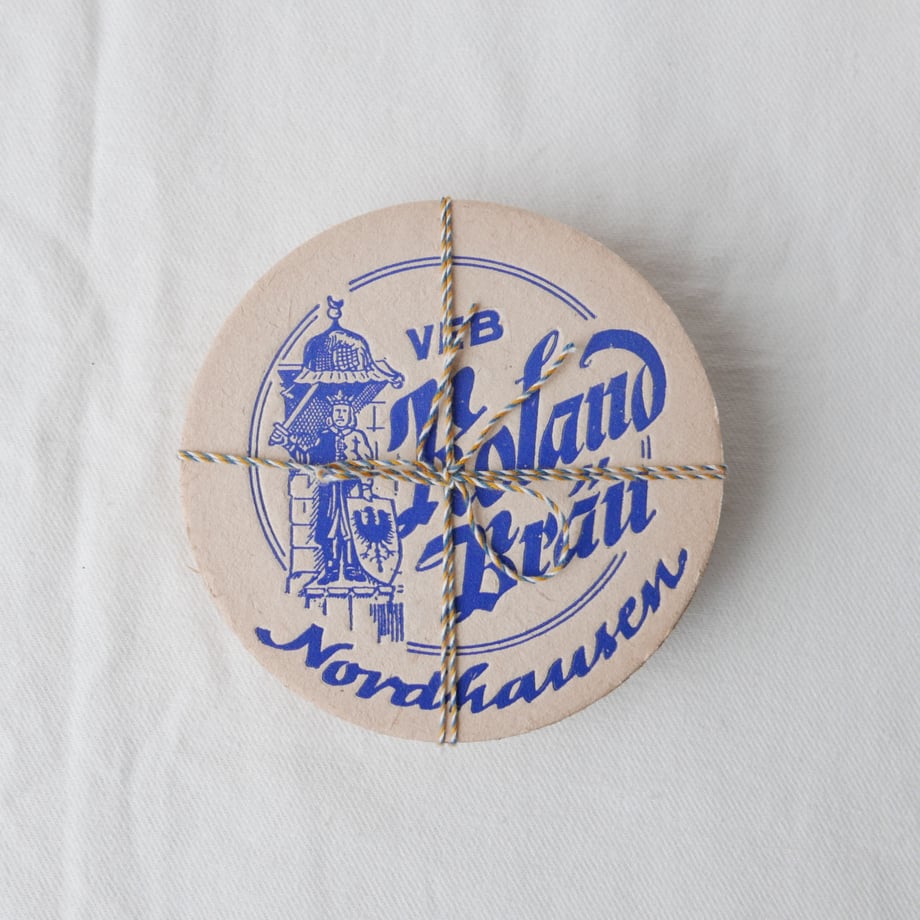 VEB
Roland
Bräu
Nordhausen